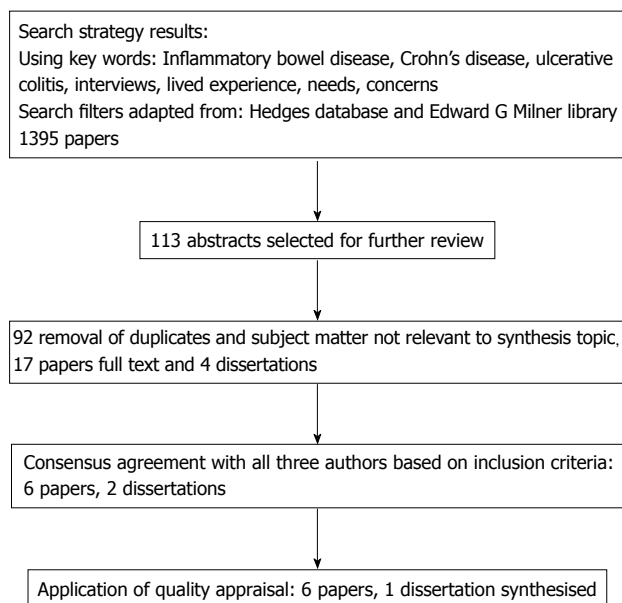 Search strategy results:
Using key words: Inflammatory bowel disease, Crohn’s disease, ulcerative
colitis, interviews, lived experience, needs, concerns
Search filters adapted from: Hedges database and Edward G Milner library
1395 papers
113 abstracts selected for further review
92 removal of duplicates and subject matter not relevant to synthesis topic,
17 papers full text and 4 dissertations
Consensus agreement with all three authors based on inclusion criteria:
6 papers, 2 dissertations
Application of quality appraisal: 6 papers, 1 dissertation synthesised